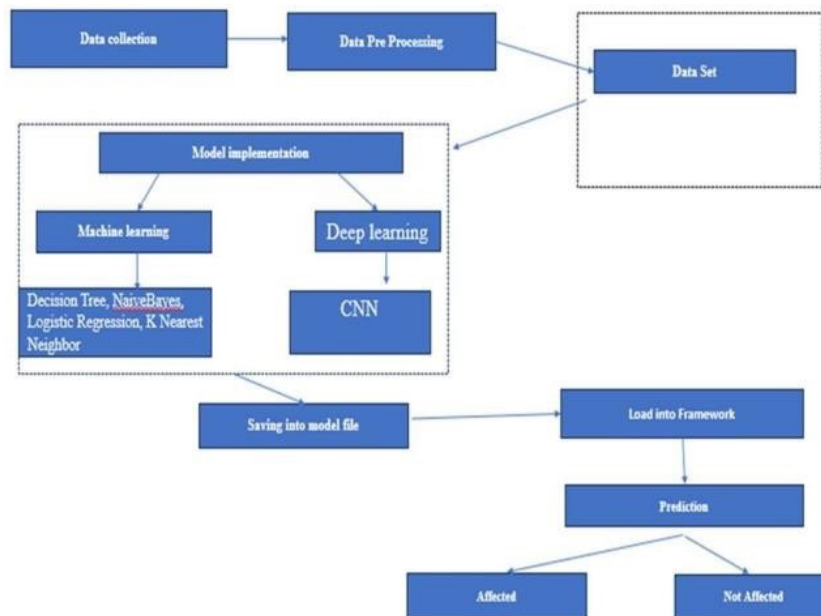 Data collection
Data Pre Processing
Data Set
Model implementation
Machine learning
Deep learning
Decision Tree, NaiveBayes,
Logistic Regression, K Nearest
Neighbor
CNN
Saving into model file
Load into Framework
Prediction
Affected
Not Affected